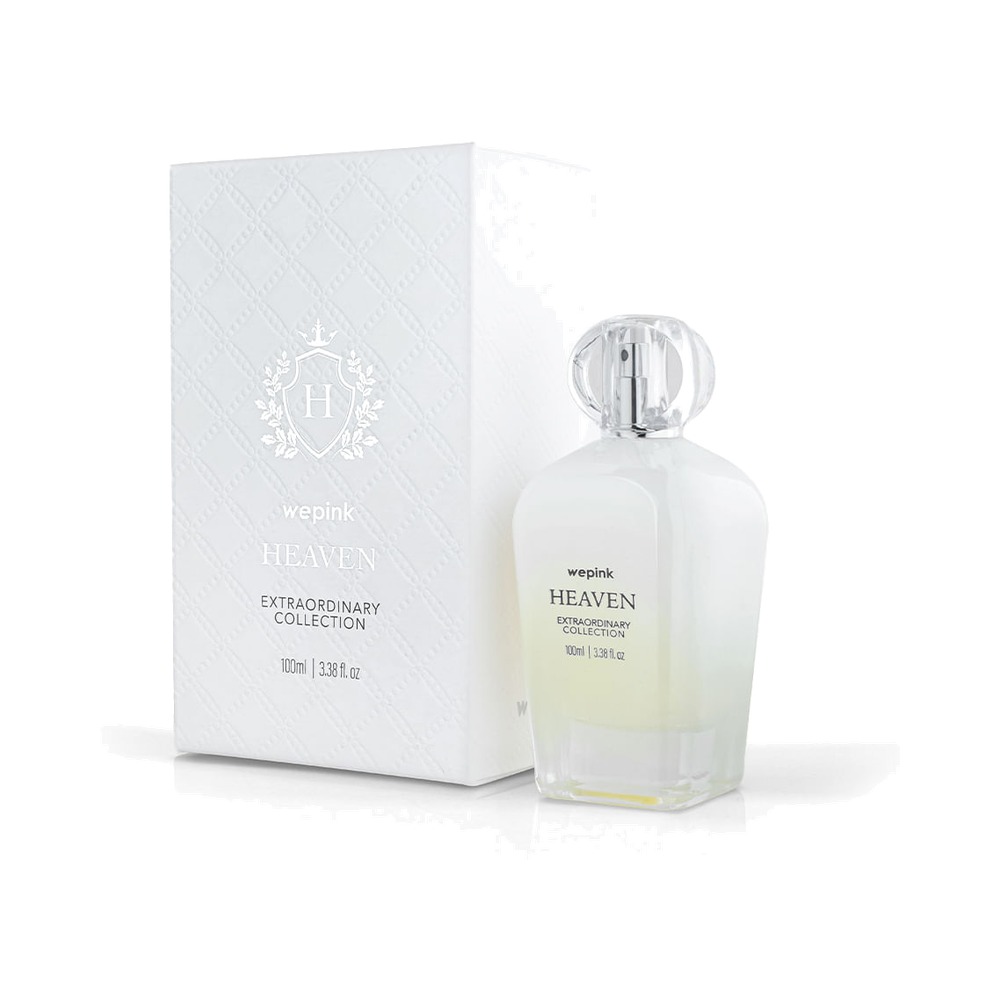 H
wepink
HEAVEN
EXTRAORDINARY
COLLECTION
100ml | 3.38 fl. oz
wepink
HEAVEN
EXTRAORDINARY
COLLECTION
100ml | 3.38 fl. oz
w